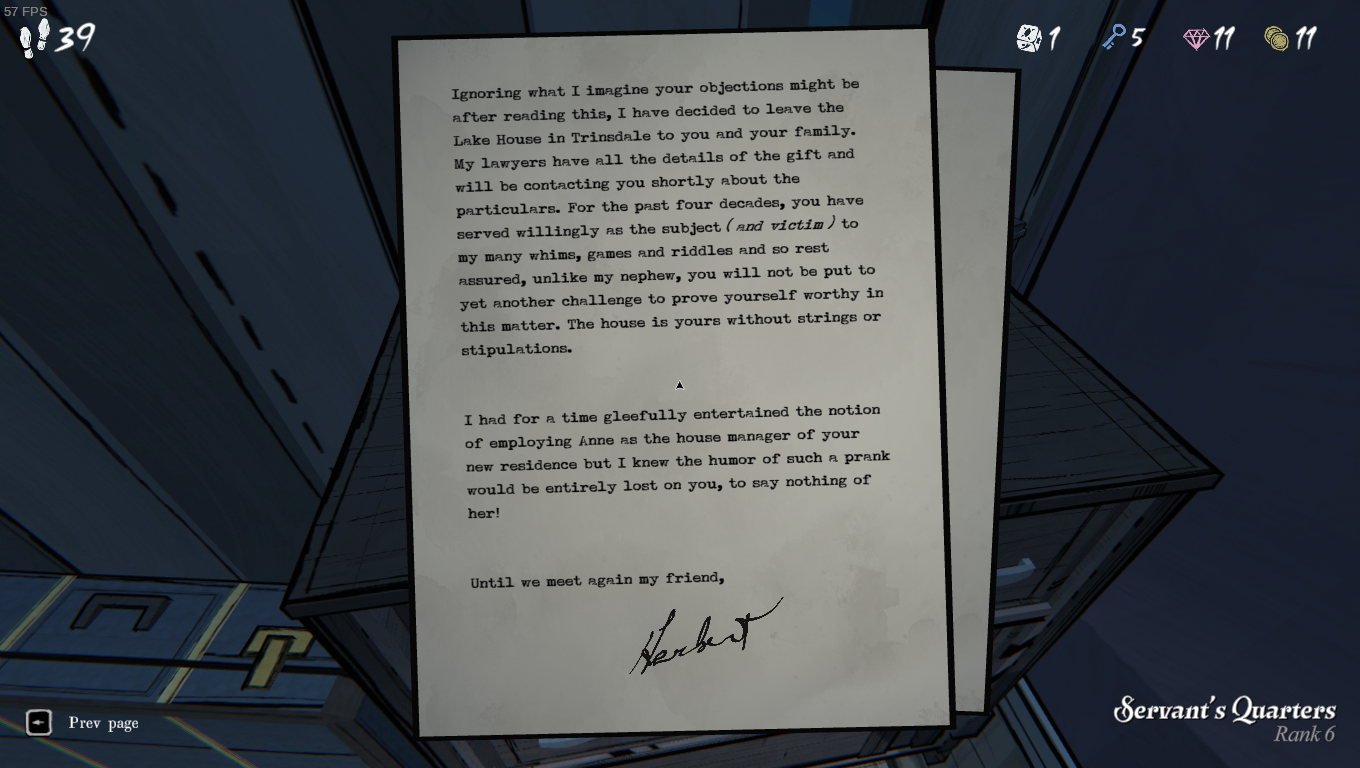 57 FPS
39
1
5
11
11
Ignoring what I imagine your objections might be
after reading this, I have decided to leave the
Lake House in Trinsdale to you and your family.
My lawyers have all the details of the gift and
will be contacting you shortly about the
particulars. For the past four decades, you have
served willingly as the subject (and victim) to
my many whims, games and riddles and so rest
assured, unlike my nephew, you will not be put to
yet another challenge to prove yourself worthy in
this matter. The house is yours without strings or
stipulations.
I had for a time gleefully entertained the notion
of employing Anne as the house manager of your
new residence but I knew the humor of such a prank
would be entirely lost on you, to say nothing of
her!
Until we meet again my friend,
Herbert
Prev page
Servant's Quarters
Rank 6